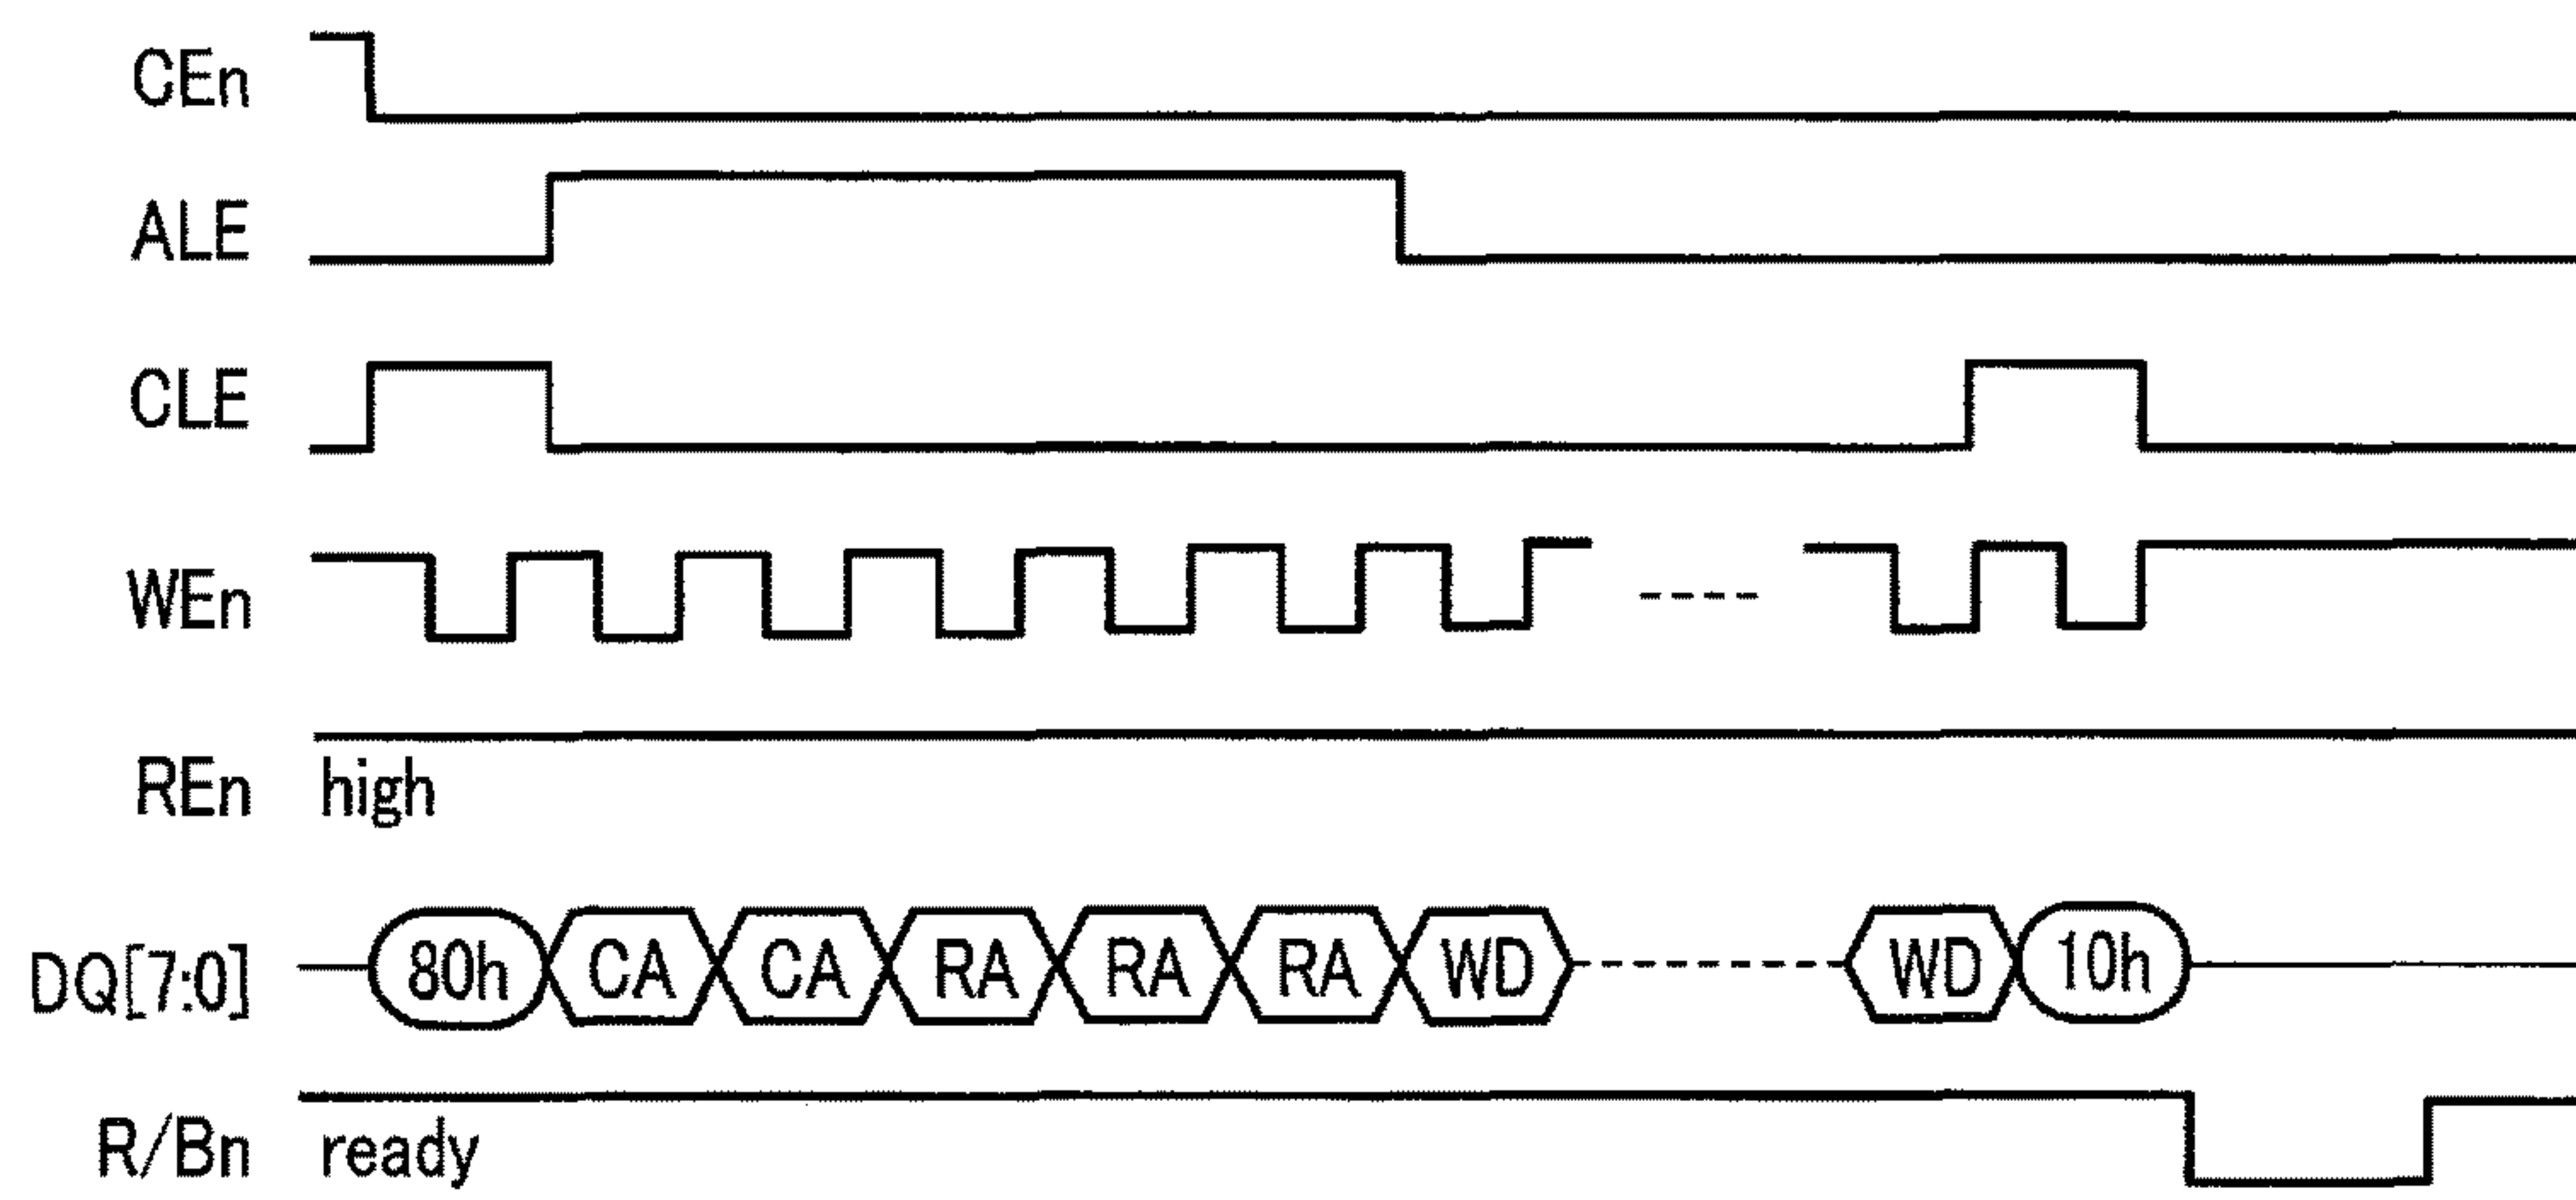 CEn
ALE
CLE
WEn
REn high
DQ[7:0] 80h CA CA RA RA RA WD WD 10h
R/Bn ready